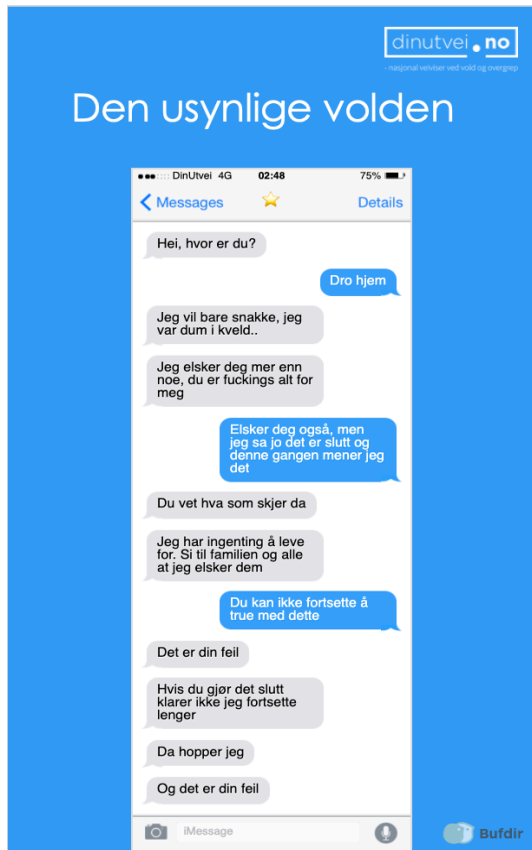 dinutvei.no
- nasjonal veiviser ved vold og overgrep
Den usynlige volden
DinUtvei 4G 02:48 75%
Messages Details
Hei, hvor er du?
Dro hjem
Jeg vil bare snakke, jeg
var dum i kveld..
Jeg elsker deg mer enn
noe, du er fuckings alt for
meg
Elsker deg også, men
jeg sa jo det er slutt og
denne gangen mener jeg
det
Du vet hva som skjer da
Jeg har ingenting å leve
for. Si til familien og alle
at jeg elsker dem
Du kan ikke fortsette å
true med dette
Det er din feil
Hvis du gjør det slutt
klarer ikke jeg fortsette
lenger
Da hopper jeg
Og det er din feil
iMessage
Bufdir